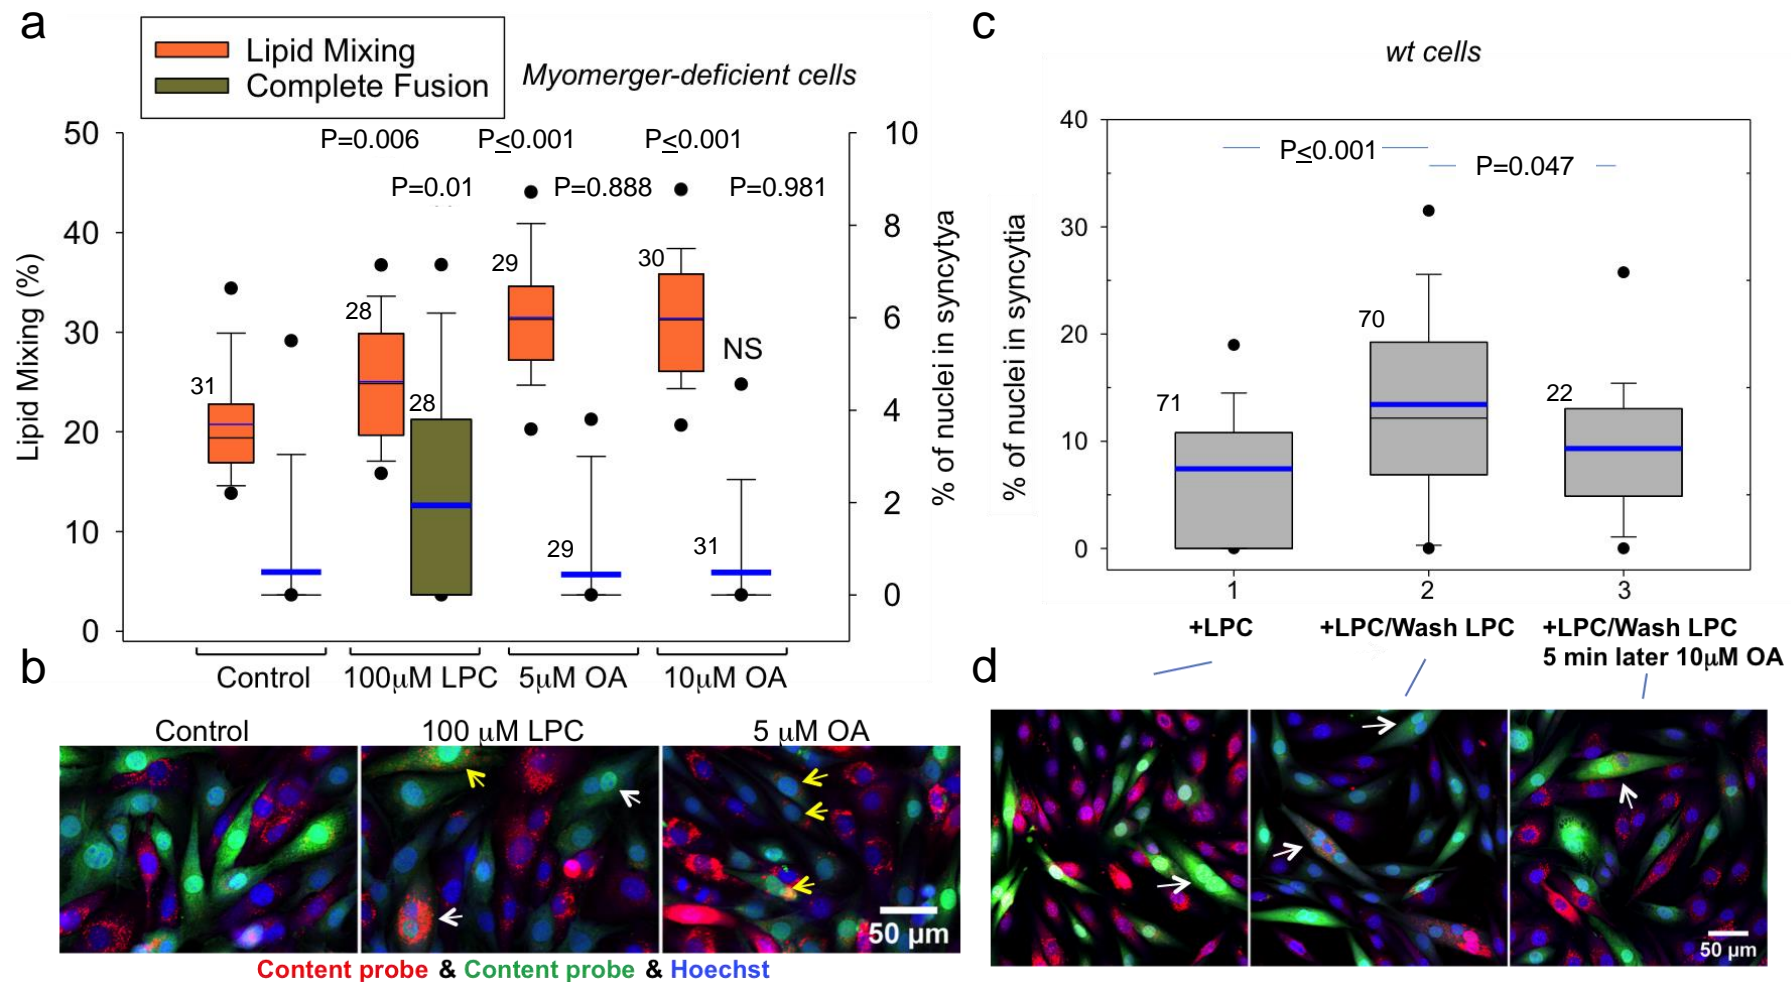 a
Lipid Mixing
Complete Fusion
Myomerger-deficient cells
50
40
30
20
10
0
Lipid Mixing (%)
P=0.006
P≤0.001
P≤0.001
P=0.01
P=0.888
P=0.981
31
28
28
29
29
30
NS
31
10
8
6
4
2
0
% of nuclei in syncytya
Control
100µM LPC
5µM OA
10µM OA
b
Control
100 µM LPC
5 µM OA
50 µm
Content probe & Content probe & Hoechst
c
wt cells
40
30
20
10
0
% of nuclei in syncytia
P≤0.001
P=0.047
71
70
22
1
2
3
+LPC
+LPC/Wash LPC
+LPC/Wash LPC
5 min later 10µM OA
d
50 µm